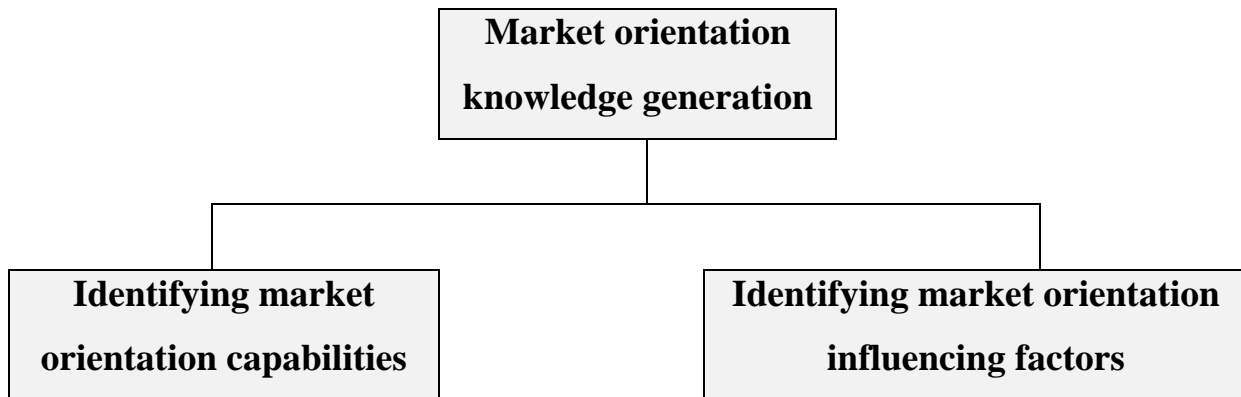 Market orientation
knowledge generation
Identifying market
orientation capabilities
Identifying market orientation
influencing factors